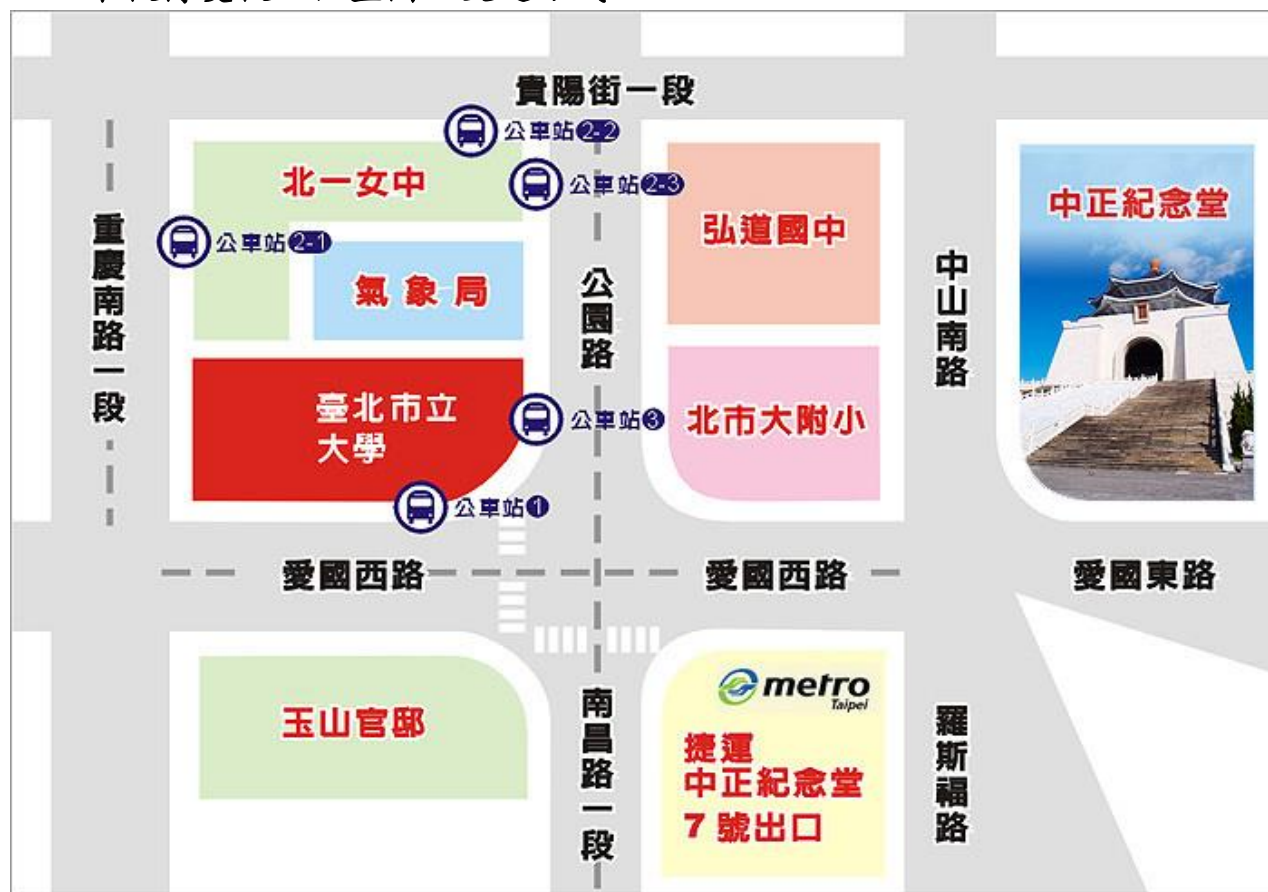 貴陽街一段
公車站2-2
北一女中
公車站2-3
中正紀念堂
弘道國中
公車站2-1
重慶南路一段
氣象局
公園路
中山南路
臺北市立
大學
公車站3
北市大附小
公車站1
愛國西路
愛國西路
愛國東路
metro
Taipei
玉山官邸
南昌路一段
捷運
中正紀念堂
7號出口
羅斯福路